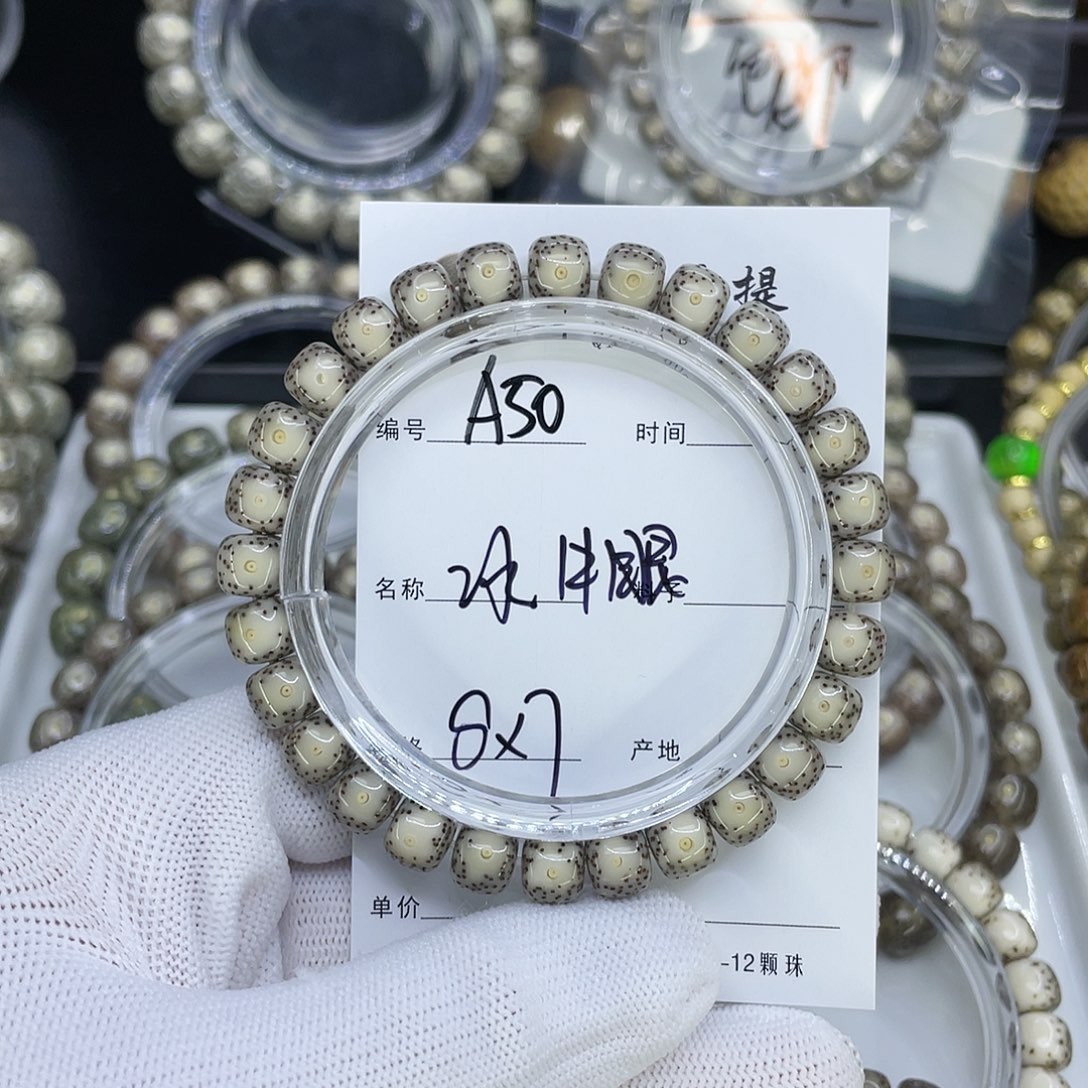 提
编号 A50 时间
名称 冰牛眼
8x7 产地
单价
-12颗珠